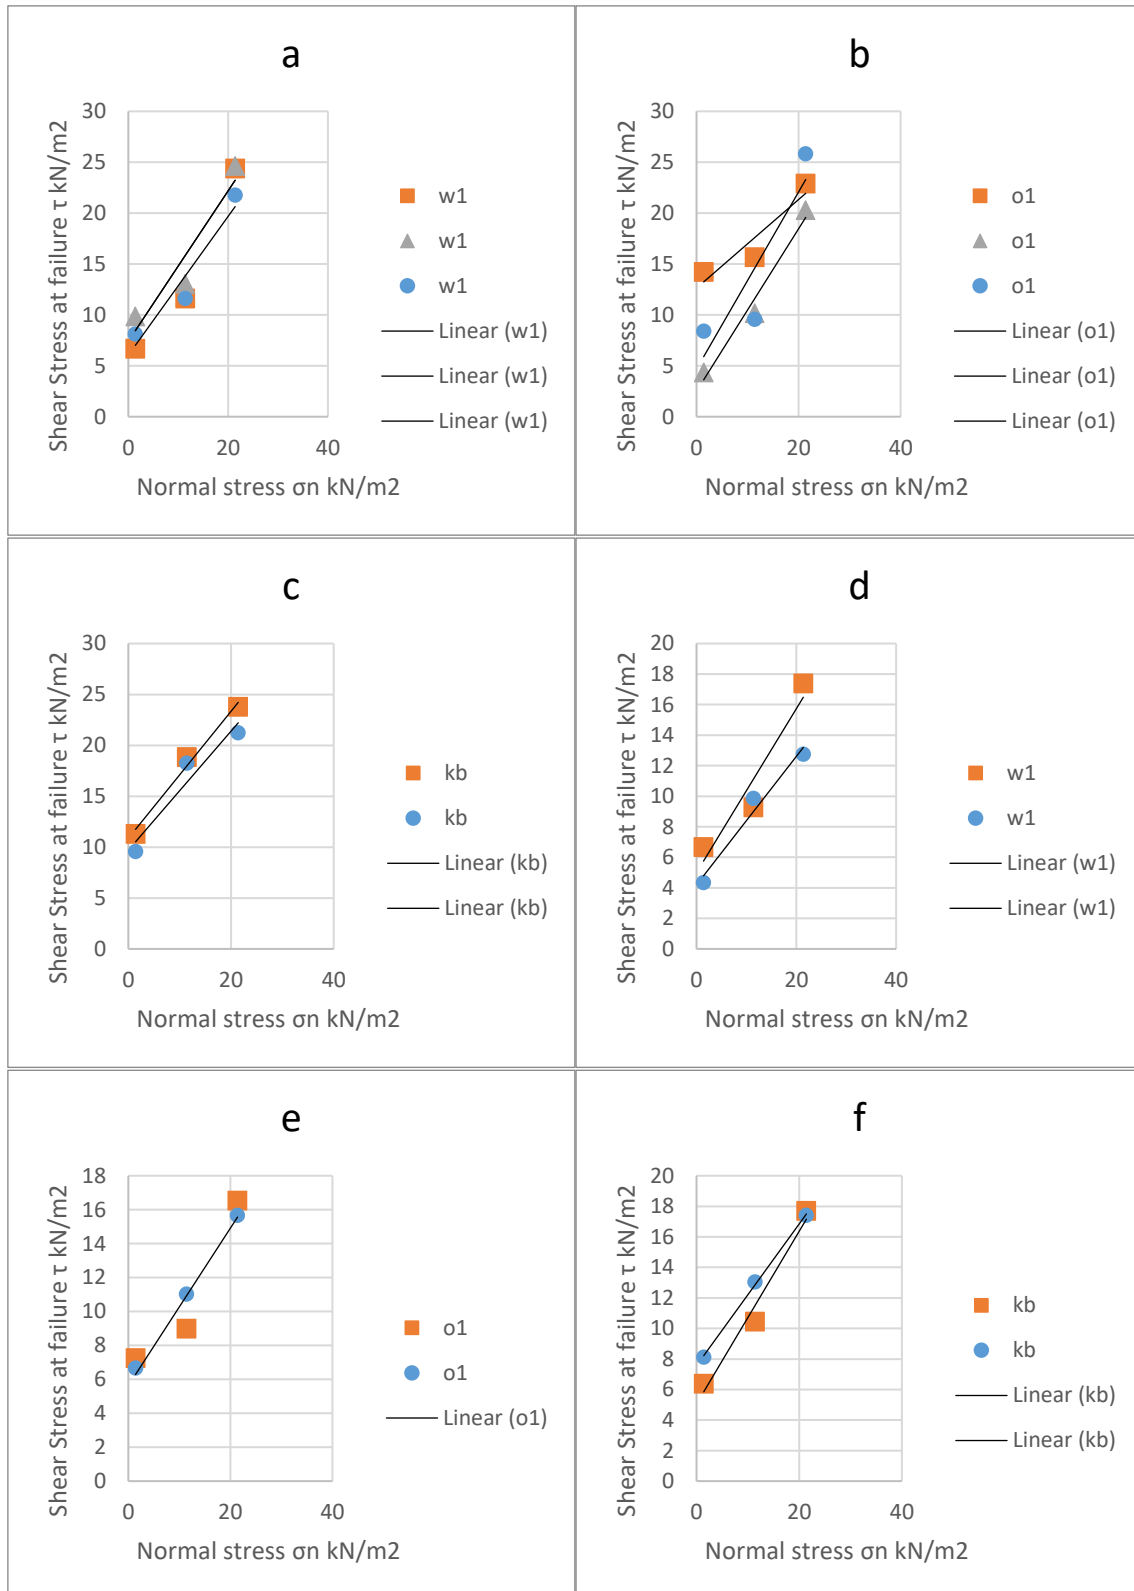 a
Shear Stress at failure τ kN/m2
30
25
20
15
10
5
0
0 20 40
Normal stress σn kN/m2
w1
w1
w1
Linear (w1)
Linear (w1)
Linear (w1)
b
Shear Stress at failure τ kN/m2
30
25
20
15
10
5
0
0 20 40
Normal stress σn kN/m2
o1
o1
o1
Linear (o1)
Linear (o1)
Linear (o1)
c
Shear Stress at failure τ kN/m2
30
25
20
15
10
5
0
0 20 40
Normal stress σn kN/m2
kb
kb
Linear (kb)
Linear (kb)
d
Shear Stress at failure τ kN/m2
20
18
16
14
12
10
8
6
4
2
0
0 20 40
Normal stress σn kN/m2
w1
w1
Linear (w1)
Linear (w1)
e
Shear Stress at failure τ kN/m2
18
16
14
12
10
8
6
4
2
0
0 20 40
Normal stress σn kN/m2
o1
o1
Linear (o1)
f
Shear Stress at failure τ kN/m2
20
18
16
14
12
10
8
6
4
2
0
0 20 40
Normal stress σn kN/m2
kb
kb
Linear (kb)
Linear (kb)